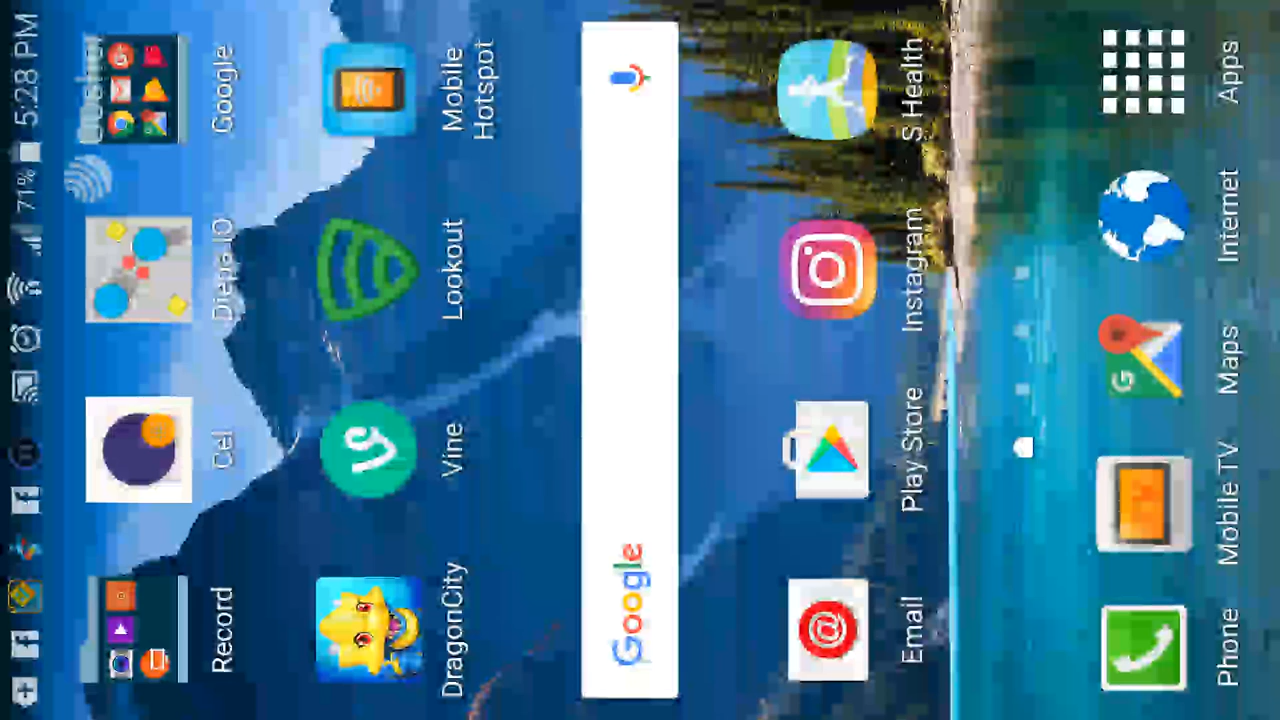 71% 5:28 PM
Record
Cel
Diepa IO
Google
DragonCity
Vine
Lookout
Mobile
Hotspot
Google
Email
Play Store
Instagram
S Health
Phone
Mobile TV
Maps
Internet
Apps